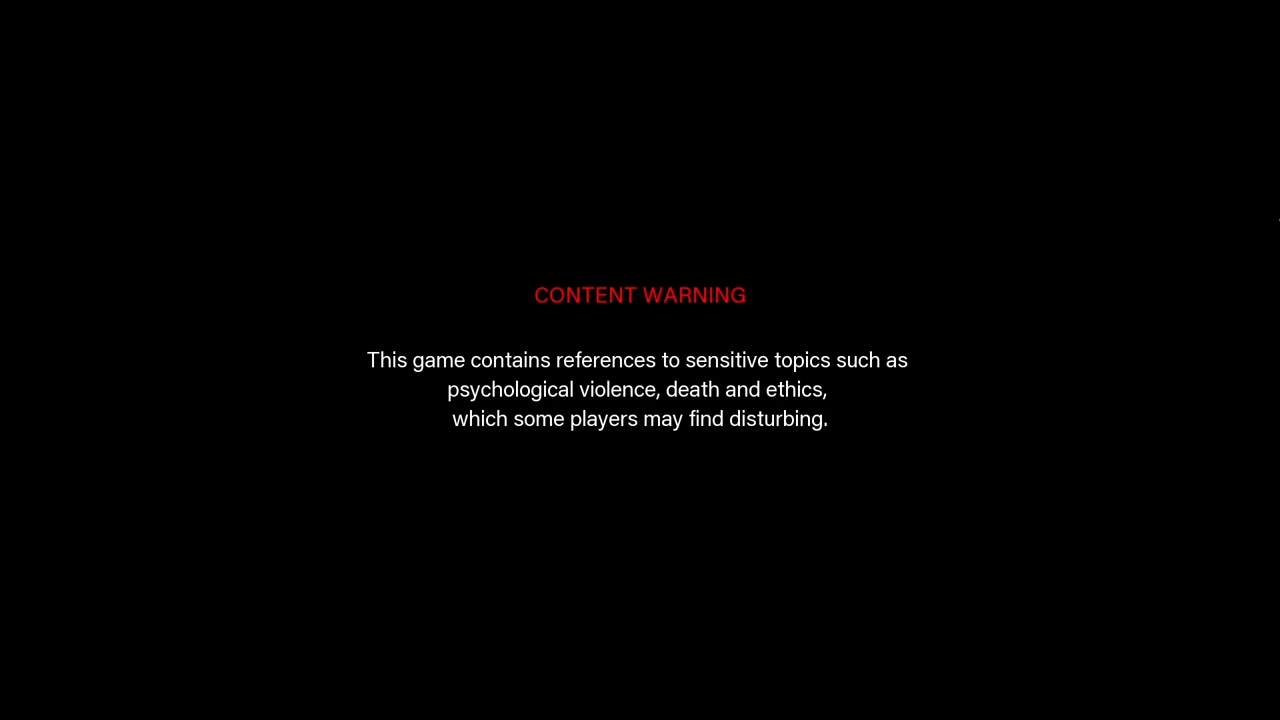 CONTENT WARNING
This game contains references to sensitive topics such as
psychological violence, death and ethics,
which some players may find disturbing.